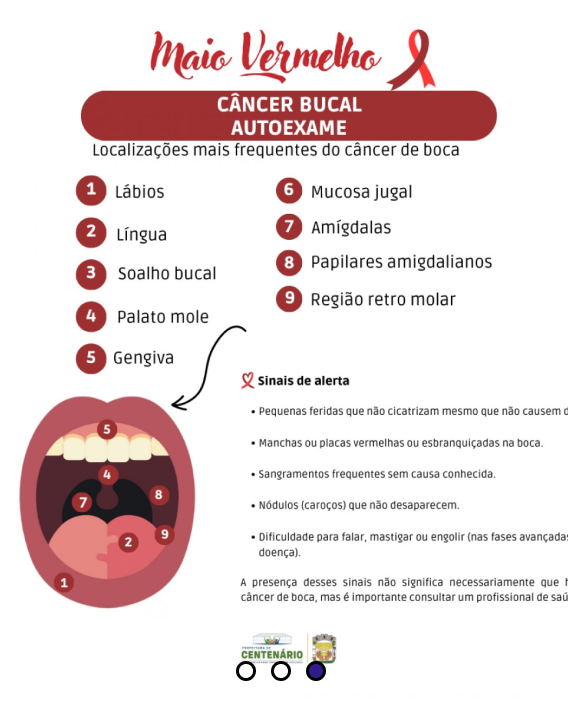 Maio Vermelho
CÂNCER BUCAL
AUTOEXAME
Localizações mais frequentes do câncer de boca
1 Lábios
2 Língua
3 Soalho bucal
4 Palato mole
5 Gengiva
6 Mucosa jugal
7 Amígdalas
8 Papilares amigdalianos
9 Região retro molar
5
4
7
8
9
2
1
Sinais de alerta
• Pequenas feridas que não cicatrizam mesmo que não causem d
• Manchas ou placas vermelhas ou esbranquiçadas na boca.
• Sangramentos frequentes sem causa conhecida.
• Nódulos (caroços) que não desaparecem.
• Dificuldade para falar, mastigar ou engolir (nas fases avançadas
doença).
A presença desses sinais não significa necessariamente que h
câncer de boca, mas é importante consultar um profissional de saú
PREFEITURA DE
CENTENÁRIO